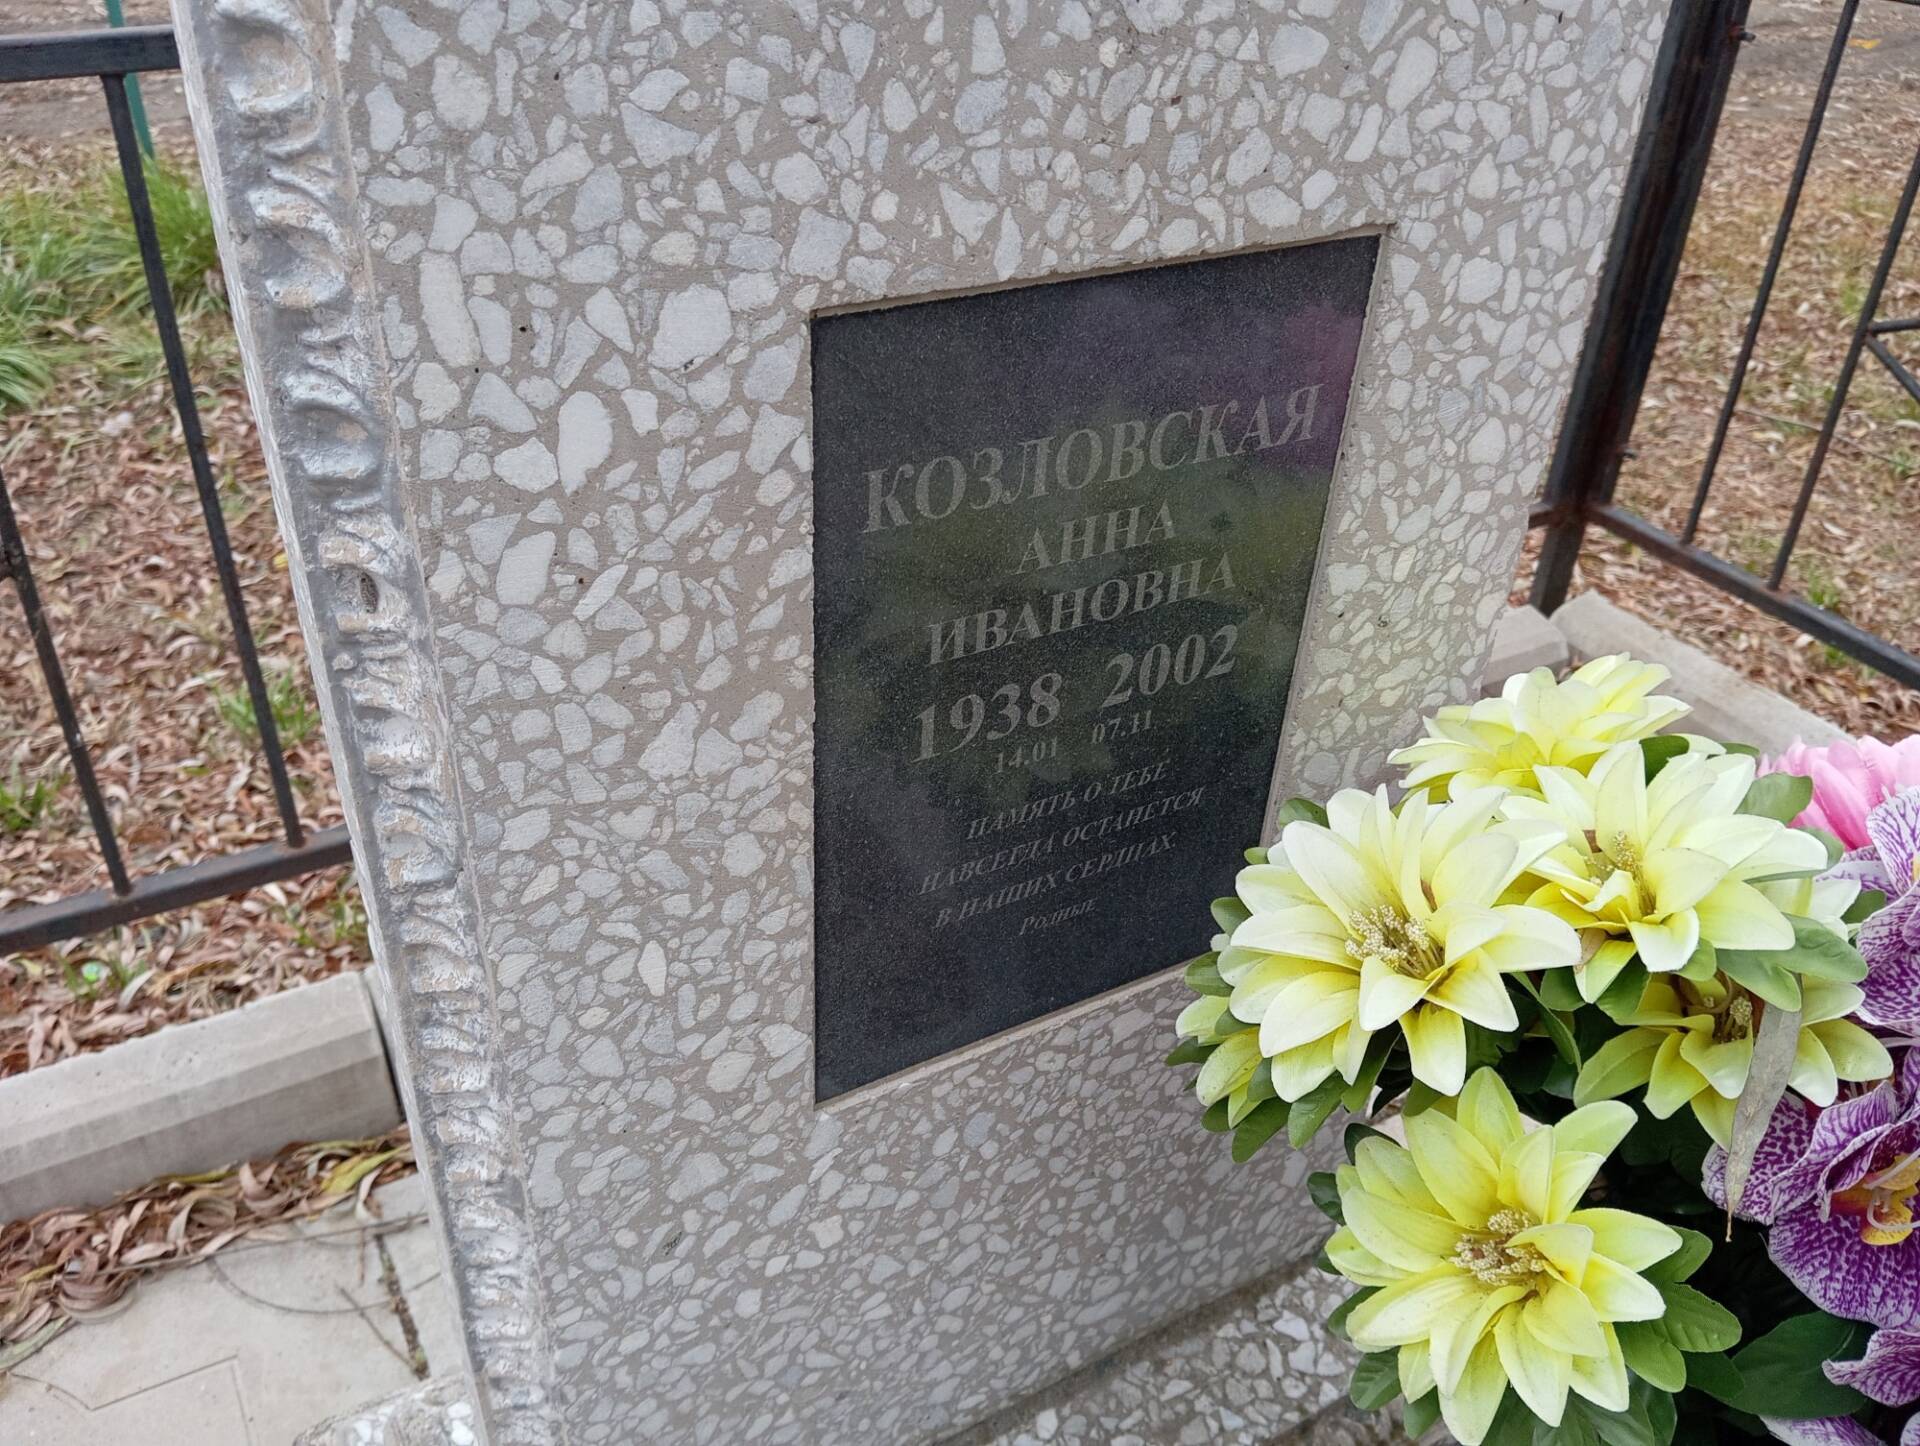 КОЗЛОВСКАЯ
АННА
ИВАНОВНА
1938 2002
14.01 07.11
ПАМЯТЬ О ТЕБЕ
НАВСЕГДА ОСТАНЕТСЯ
В НАШИХ СЕРДЦАХ.
Родные